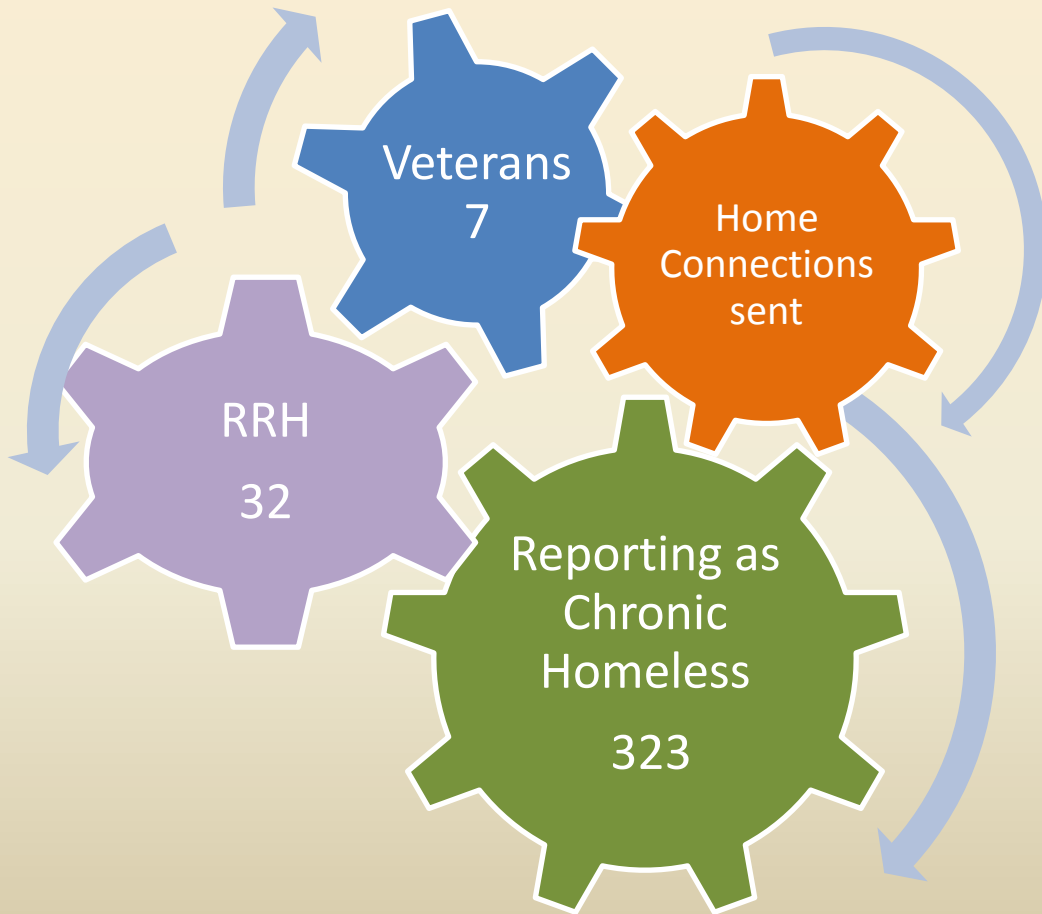 Veterans
7
Home
Connections
sent
RRH
32
Reporting as
Chronic
Homeless
323